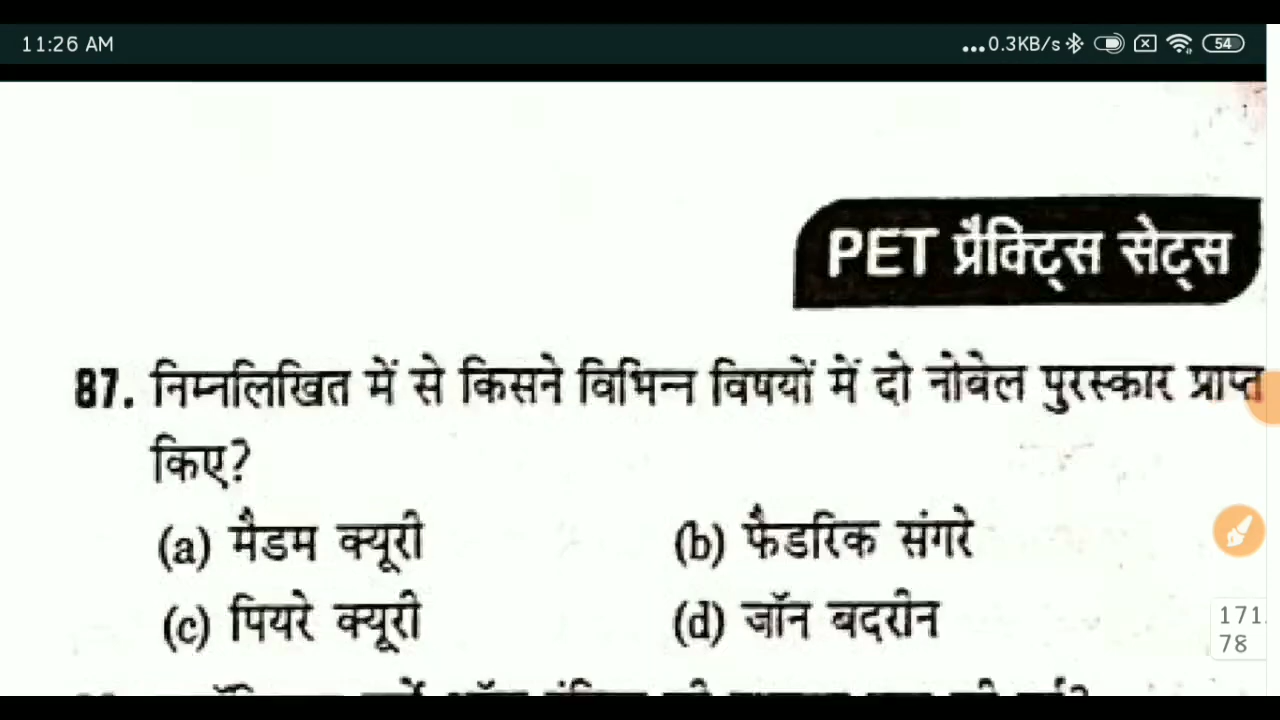 11:26 AM ...0.3KB/s 54
PET प्रैक्टिस सेट्स
87. निम्नलिखित में से किसने विभिन्न विषयों में दो नोबेल पुरस्कार प्राप्त
किए?
(a) मैडम क्यूरी (b) फैडरिक संगरे
(c) पियरे क्यूरी (d) जॉन बदरीन
171
78